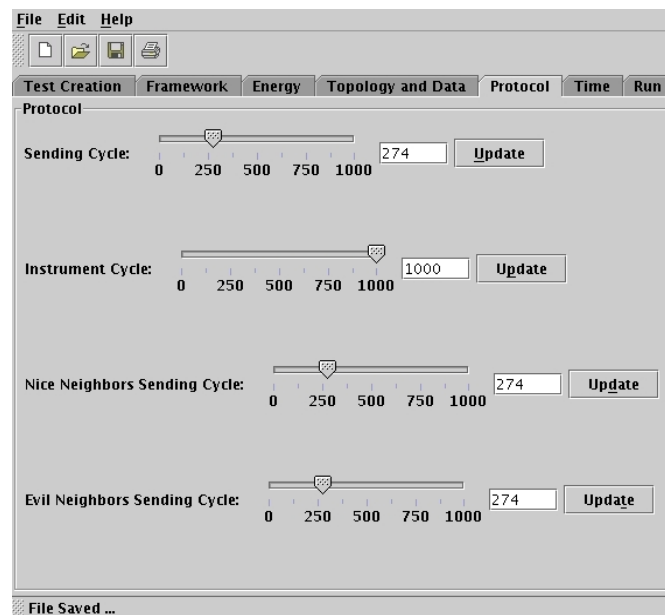 File Edit Help
Test Creation Framework Energy Topology and Data Protocol Time Run
Protocol
Sending Cycle: 274 Update
0 250 500 750 1000
Instrument Cycle: 1000 Update
0 250 500 750 1000
Nice Neighbors Sending Cycle: 274 Update
0 250 500 750 1000
Evil Neighbors Sending Cycle: 274 Update
0 250 500 750 1000
File Saved ...